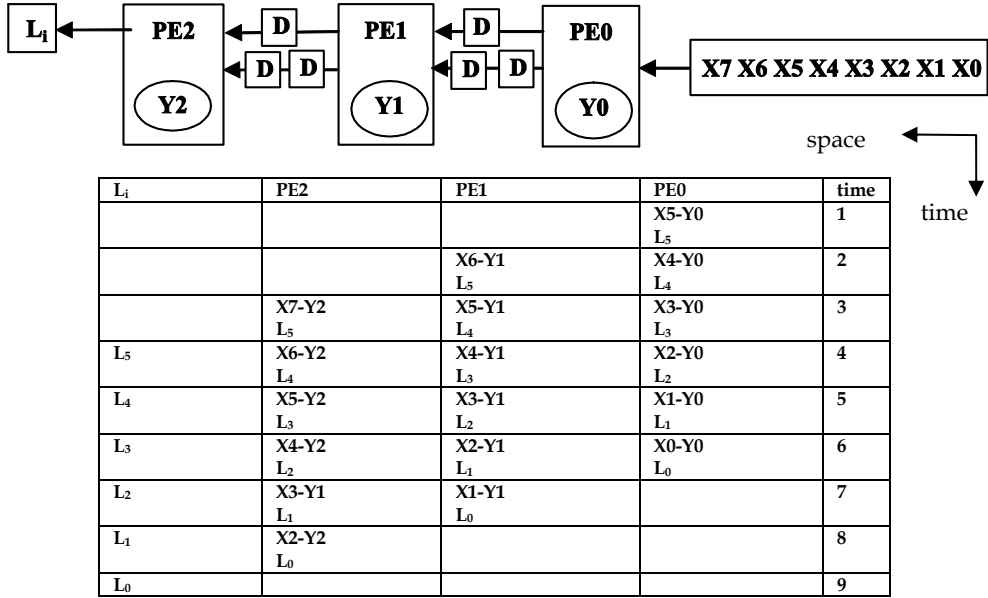 Li PE2 D PE1 D PE0
D D D D X7 X6 X5 X4 X3 X2 X1 X0
Y2 Y1 Y0
space
time
Li PE2 PE1 PE0 time
X5-Y0 1
L5
X6-Y1 X4-Y0 2
L5 L4
X7-Y2 X5-Y1 X3-Y0 3
L5 L4 L3
L5 X6-Y2 X4-Y1 X2-Y0 4
L4 L3 L2
L4 X5-Y2 X3-Y1 X1-Y0 5
L3 L2 L1
L3 X4-Y2 X2-Y1 X0-Y0 6
L2 L1 L0
L2 X3-Y1 X1-Y1 7
L1 L0
L1 X2-Y2 8
L0
L0 9